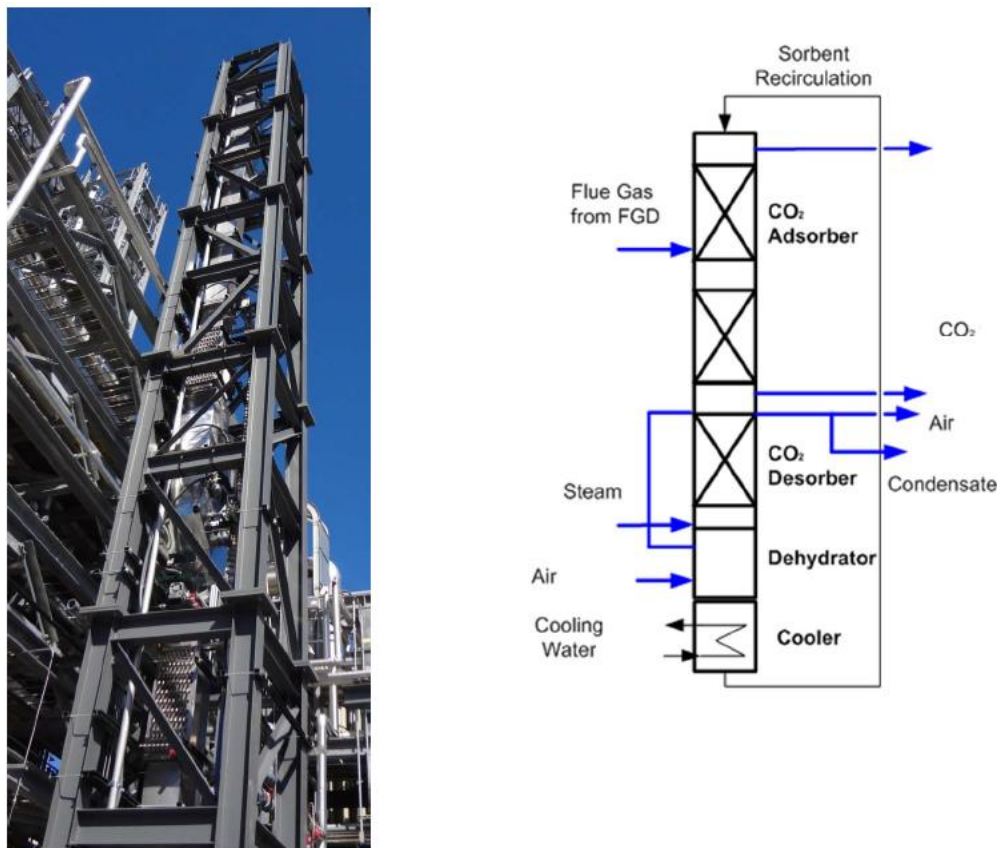 Sorbent
Recirculation
Flue Gas
from FGD
CO₂
Adsorber
CO₂
Air
CO₂
Desorber
Condensate
Steam
Dehydrator
Air
Cooling
Water
Cooler